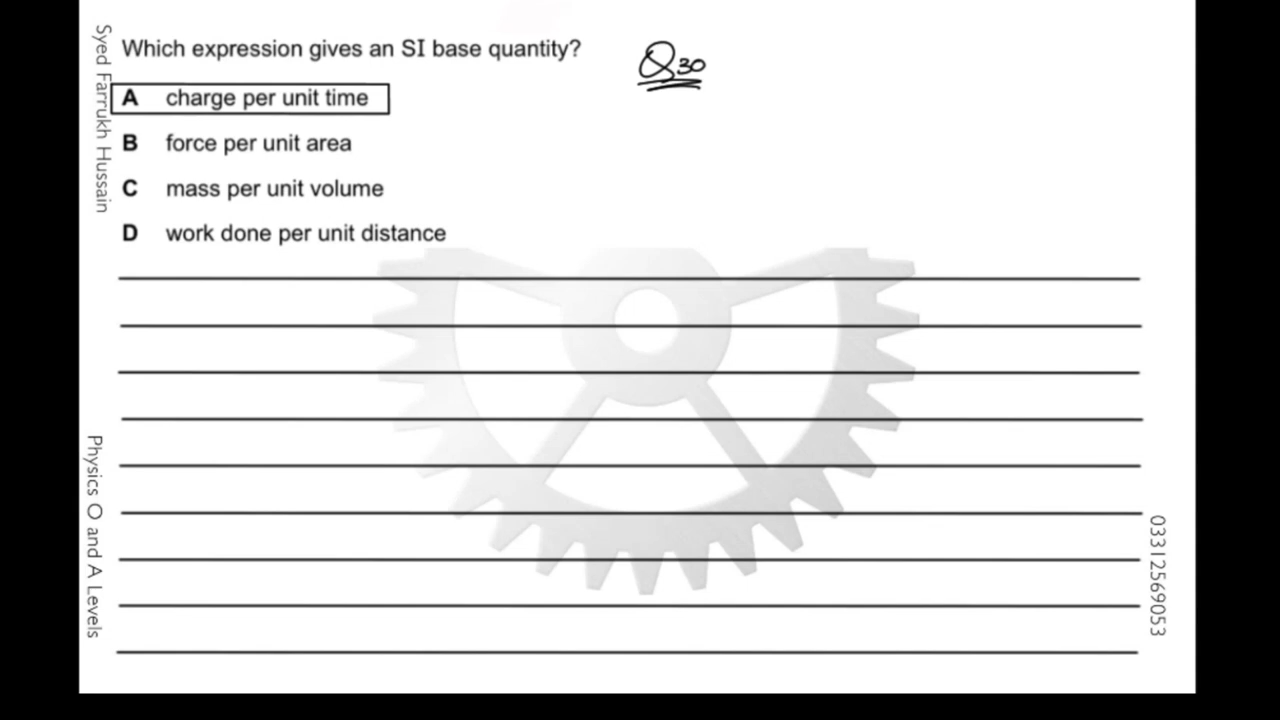 Which expression gives an SI base quantity?
Q30
A charge per unit time
B force per unit area
C mass per unit volume
D work done per unit distance
Syed Farrukh Hussain
Physics O and A Levels
03312569053